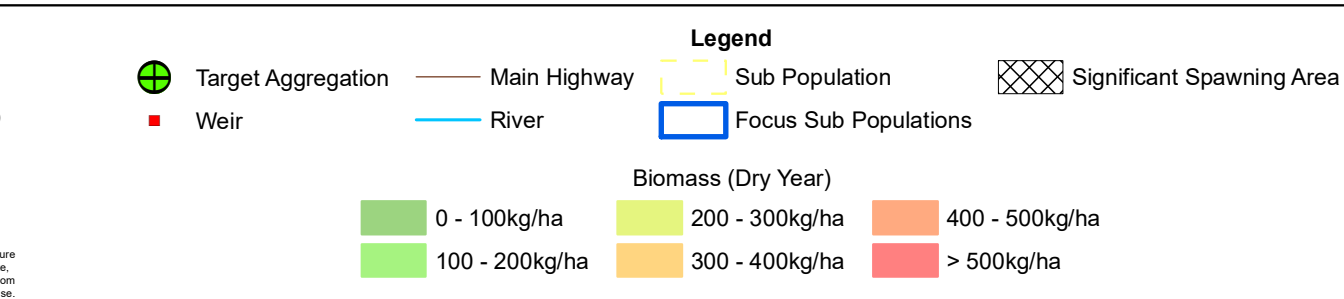 Legend
Target Aggregation Main Highway Sub Population Significant Spawning Area
Weir River Focus Sub Populations
Biomass (Dry Year)
0 - 100kg/ha 200 - 300kg/ha 400 - 500kg/ha
100 - 200kg/ha 300 - 400kg/ha > 500kg/ha